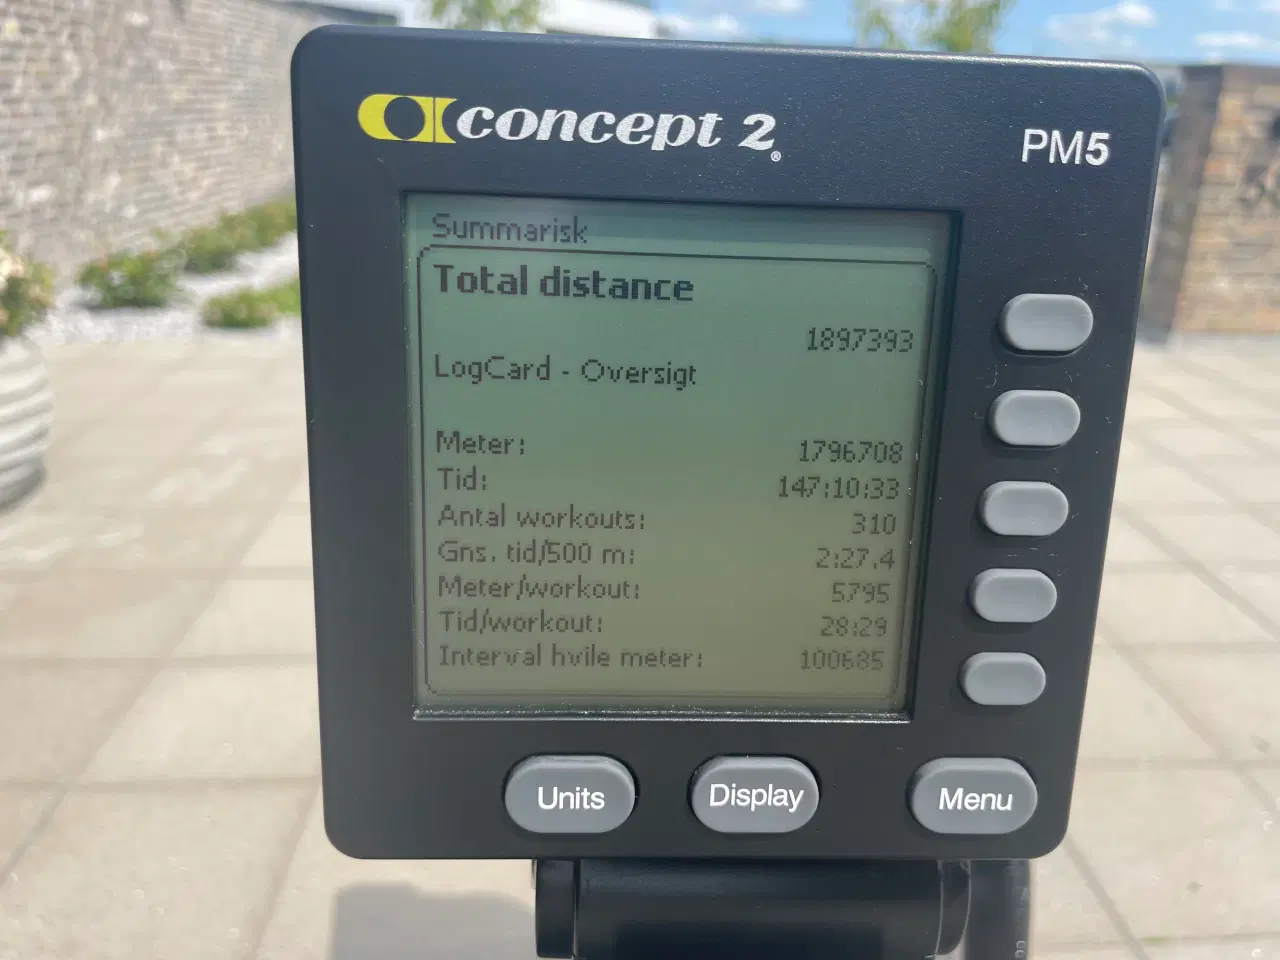 concept 2®
PM5
Summarisk
Total distance
1897393
LogCard - Oversigt
Meter: 1796708
Tid: 147:10:33
Antal workouts: 310
Gns. tid/500 m: 2:27.4
Meter/workout: 5795
Tid/workout: 28:29
Interval hvile meter: 100685
Units
Display
Menu